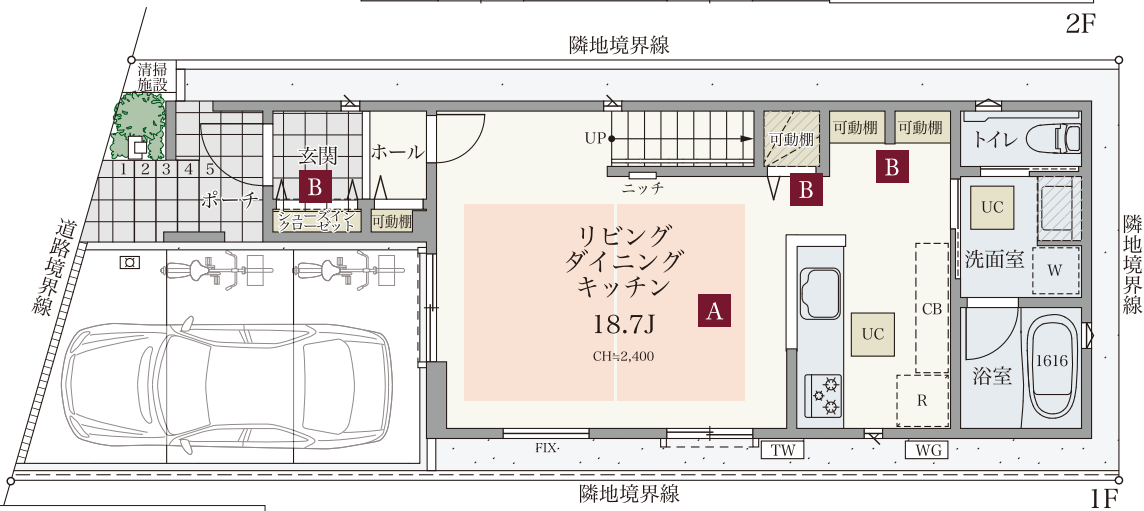 2F
隣地境界線
清掃
施設
1 2 3 4 5
ポーチ
玄関
B
シューズイン
クローゼット
ホール
可動棚
UP
ニッチ
可動棚
B
可動棚
可動棚
B
トイレ
UC
洗面室
W
リビング
ダイニング
キッチン
18.7J
CH≒2,400
A
UC
CB
R
浴室
1616
道路境界線
隣地境界線
FIX
TW
WG
隣地境界線
1F